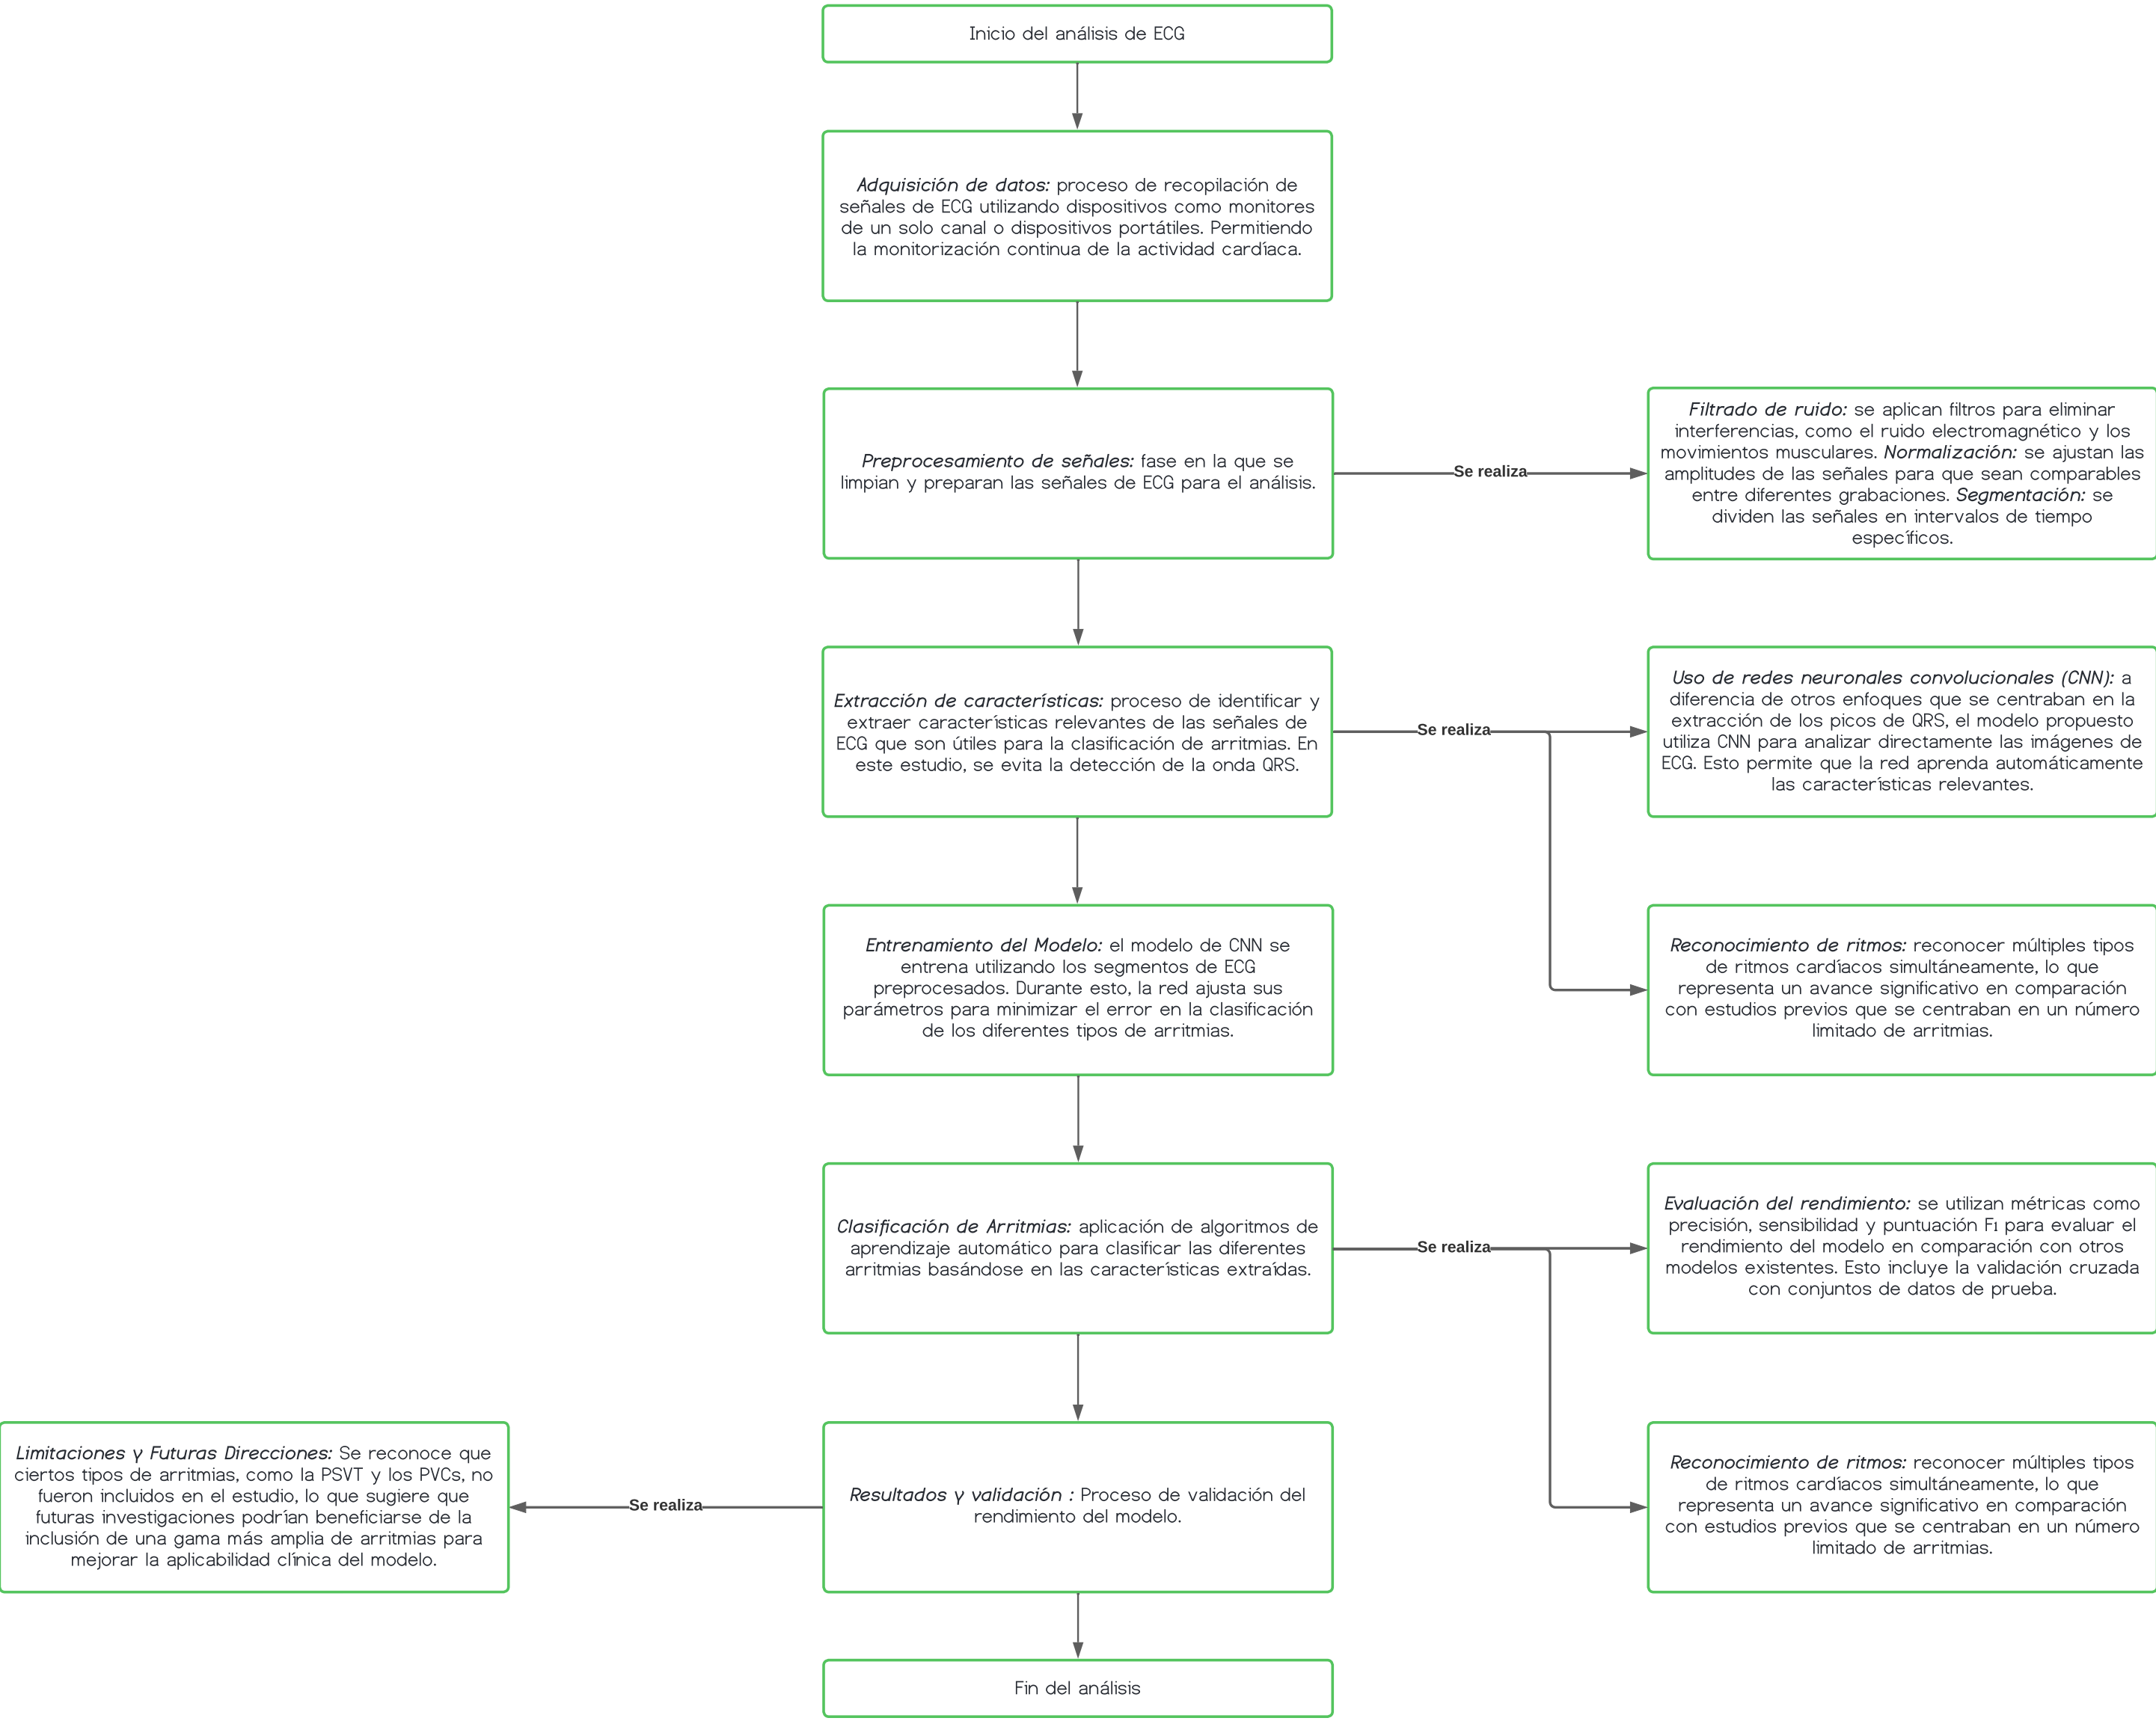 Inicio del análisis de ECG
Adquisición de datos: proceso de recopilación de
señales de ECG utilizando dispositivos como monitores
de un solo canal o dispositivos portátiles. Permitiendo
la monitorización continua de la actividad cardíaca.
Preprocesamiento de señales: fase en la que se
limpian y preparan las señales de ECG para el análisis.
Se realiza
Filtrado de ruido: se aplican filtros para eliminar
interferencias, como el ruido electromagnético y los
movimientos musculares. Normalización: se ajustan las
amplitudes de las señales para que sean comparables
entre diferentes grabaciones. Segmentación: se
dividen las señales en intervalos de tiempo
específicos.
Extracción de características: proceso de identificar y
extraer características relevantes de las señales de
ECG que son útiles para la clasificación de arritmias. En
este estudio, se evita la detección de la onda QRS.
Se realiza
Uso de redes neuronales convolucionales (CNN): a
diferencia de otros enfoques que se centraban en la
extracción de los picos de QRS, el modelo propuesto
utiliza CNN para analizar directamente las imágenes de
ECG. Esto permite que la red aprenda automáticamente
las características relevantes.
Entrenamiento del Modelo: el modelo de CNN se
entrena utilizando los segmentos de ECG
preprocesados. Durante esto, la red ajusta sus
parámetros para minimizar el error en la clasificación
de los diferentes tipos de arritmias.
Reconocimiento de ritmos: reconocer múltiples tipos
de ritmos cardíacos simultáneamente, lo que
representa un avance significativo en comparación
con estudios previos que se centraban en un número
limitado de arritmias.
Clasificación de Arritmias: aplicación de algoritmos de
aprendizaje automático para clasificar las diferentes
arritmias basándose en las características extraídas.
Se realiza
Evaluación del rendimiento: se utilizan métricas como
precisión, sensibilidad y puntuación F1 para evaluar el
rendimiento del modelo en comparación con otros
modelos existentes. Esto incluye la validación cruzada
con conjuntos de datos de prueba.
Limitaciones y Futuras Direcciones: Se reconoce que
ciertos tipos de arritmias, como la PSVT y los PVCs, no
fueron incluidos en el estudio, lo que sugiere que
futuras investigaciones podrían beneficiarse de la
inclusión de una gama más amplia de arritmias para
mejorar la aplicabilidad clínica del modelo.
Se realiza
Resultados y validación : Proceso de validación del
rendimiento del modelo.
Reconocimiento de ritmos: reconocer múltiples tipos
de ritmos cardíacos simultáneamente, lo que
representa un avance significativo en comparación
con estudios previos que se centraban en un número
limitado de arritmias.
Fin del análisis